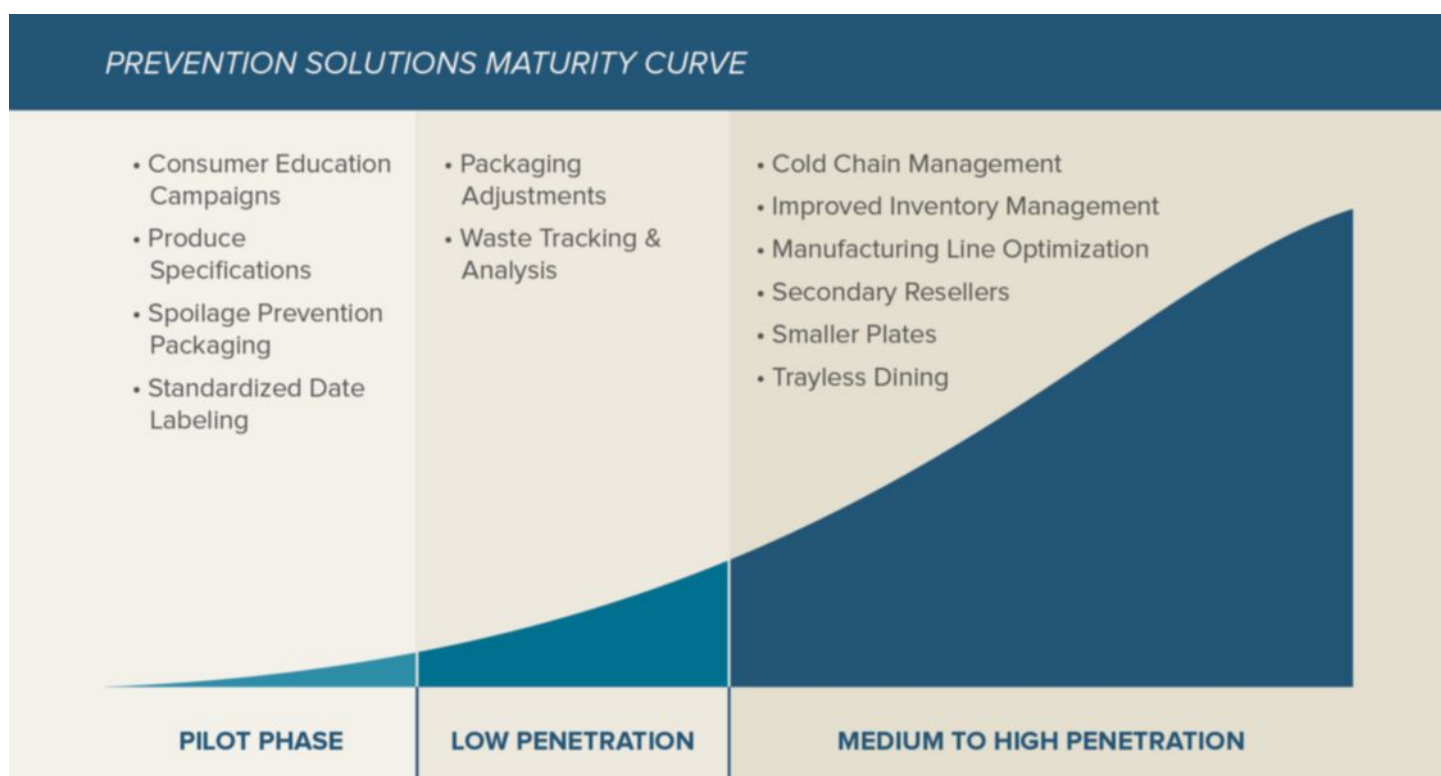 PREVENTION SOLUTIONS MATURITY CURVE
• Consumer Education
Campaigns
• Produce
Specifications
• Spoilage Prevention
Packaging
• Standardized Date
Labeling
• Packaging
Adjustments
• Waste Tracking &
Analysis
• Cold Chain Management
• Improved Inventory Management
• Manufacturing Line Optimization
• Secondary Resellers
• Smaller Plates
• Trayless Dining
PILOT PHASE
LOW PENETRATION
MEDIUM TO HIGH PENETRATION